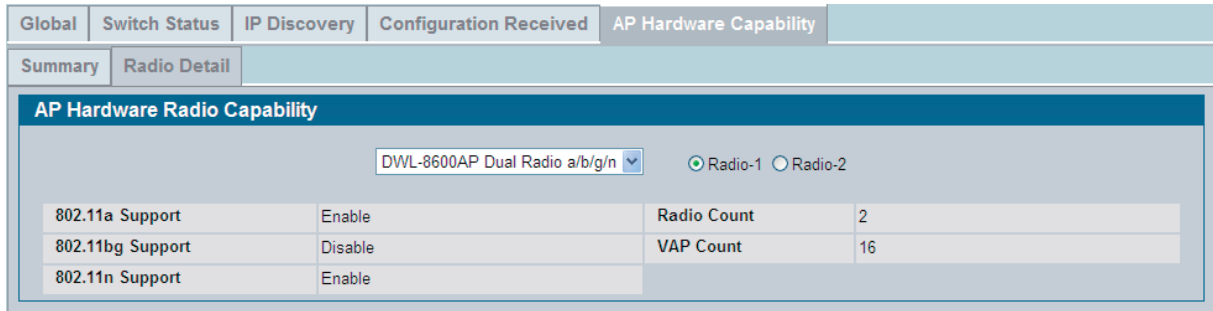 Global Switch Status IP Discovery Configuration Received AP Hardware Capability
Summary Radio Detail
AP Hardware Radio Capability
DWL-8600AP Dual Radio a/b/g/n Radio-1 Radio-2
802.11a Support Enable Radio Count 2
802.11bg Support Disable VAP Count 16
802.11n Support Enable